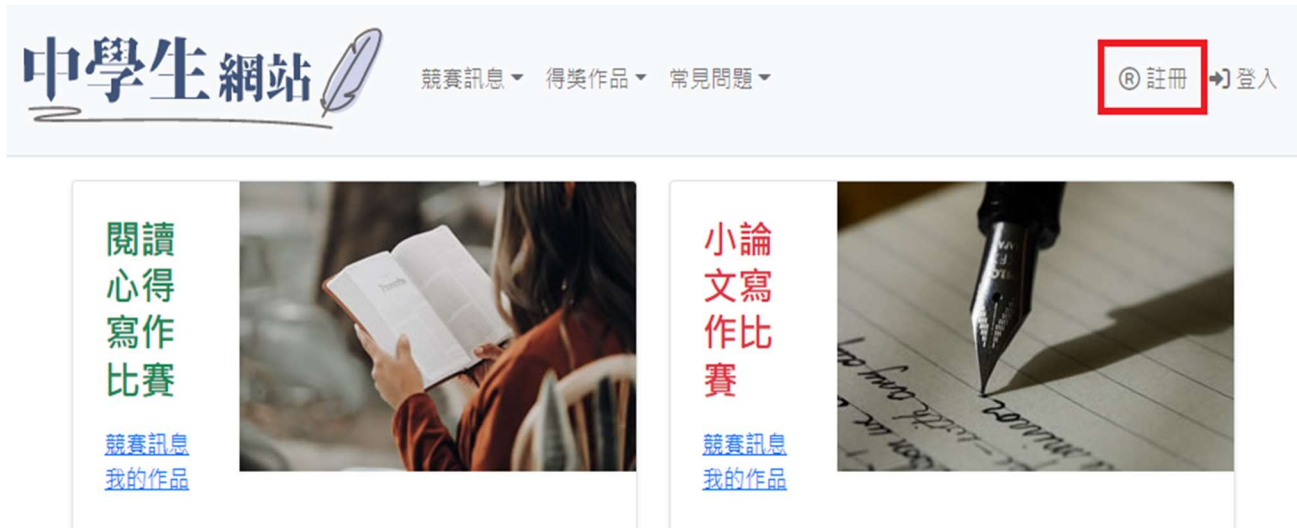 中學生網站
競賽訊息 得獎作品 常見問題
® 註冊 登入
閱讀
心得
寫作
比賽
競賽訊息
我的作品
小論
文寫
作比
賽
競賽訊息
我的作品